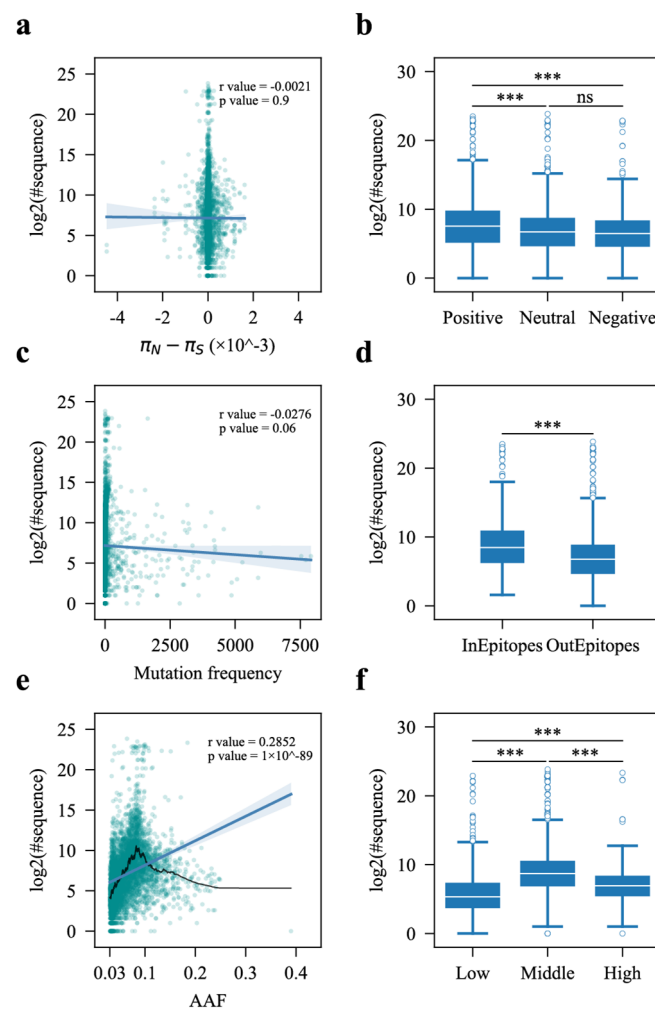 a
25
20
15
10
5
0
log2(#sequence)
r value = -0.0021
p value = 0.9
-4 -2 0 2 4
π_N − π_S (×10^-3)
b
30
20
10
0
log2(#sequence)
***
*** ns
Positive Neutral Negative
c
25
20
15
10
5
0
log2(#sequence)
r value = -0.0276
p value = 0.06
0 2500 5000 7500
Mutation frequency
d
30
20
10
0
log2(#sequence)
***
InEpitopes OutEpitopes
e
25
20
15
10
5
0
log2(#sequence)
r value = 0.2852
p value = 1×10^-89
0.03 0.1 0.2 0.3 0.4
AAF
f
30
20
10
0
log2(#sequence)
***
*** ***
Low Middle High